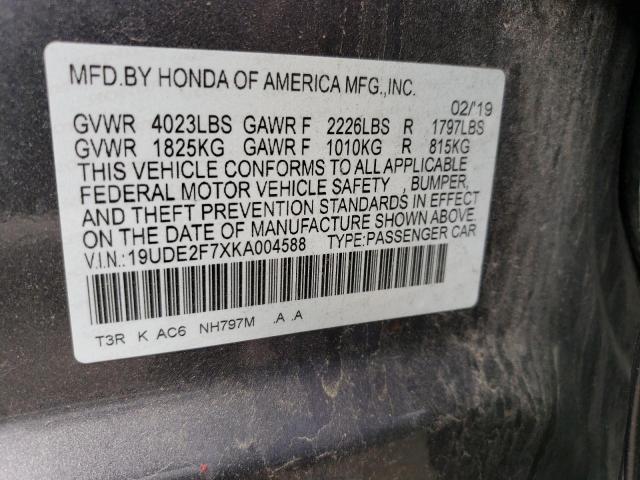 MFD.BY HONDA OF AMERICA MFG.,INC.
02/'19
GVWR 4023LBS GAWR F 2226LBS R 1797LBS
GVWR 1825KG GAWR F 1010KG R 815KG
THIS VEHICLE CONFORMS TO ALL APPLICABLE
FEDERAL MOTOR VEHICLE SAFETY , BUMPER,
AND THEFT PREVENTION STANDARDS IN EFFECT
ON THE DATE OF MANUFACTURE SHOWN ABOVE.
V.I.N.: 19UDE2F7XKA004588 TYPE:PASSENGER CAR
T3R K AC6 NH797M .A .A